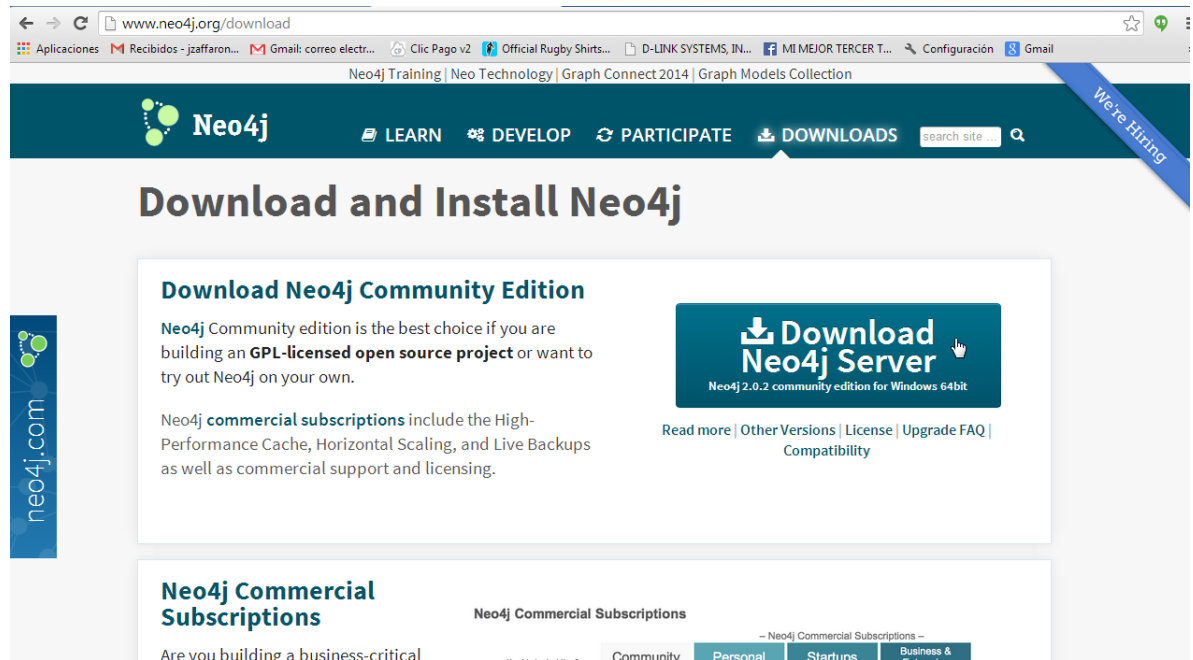 www.neo4j.org/download
Aplicaciones Recibidos - jzaffaron... Gmail: correo electr... Clic Pago v2 Official Rugby Shirts... D-LINK SYSTEMS, IN... MI MEJOR TERCER T... Configuración Gmail
Neo4j Training | Neo Technology | Graph Connect 2014 | Graph Models Collection
We're Hiring
Neo4j
LEARN DEVELOP PARTICIPATE DOWNLOADS search site ...
Download and Install Neo4j
Download Neo4j Community Edition
Neo4j Community edition is the best choice if you are
building an GPL-licensed open source project or want to
try out Neo4j on your own.
Neo4j commercial subscriptions include the High-
Performance Cache, Horizontal Scaling, and Live Backups
as well as commercial support and licensing.
Download
Neo4j Server
Neo4j 2.0.2 community edition for Windows 64bit
Read more | Other Versions | License | Upgrade FAQ |
Compatibility
neo4j.com
Neo4j Commercial
Subscriptions
Are you building a business-critical
Neo4j Commercial Subscriptions
– Neo4j Commercial Subscriptions –
Community Personal Startups Business &